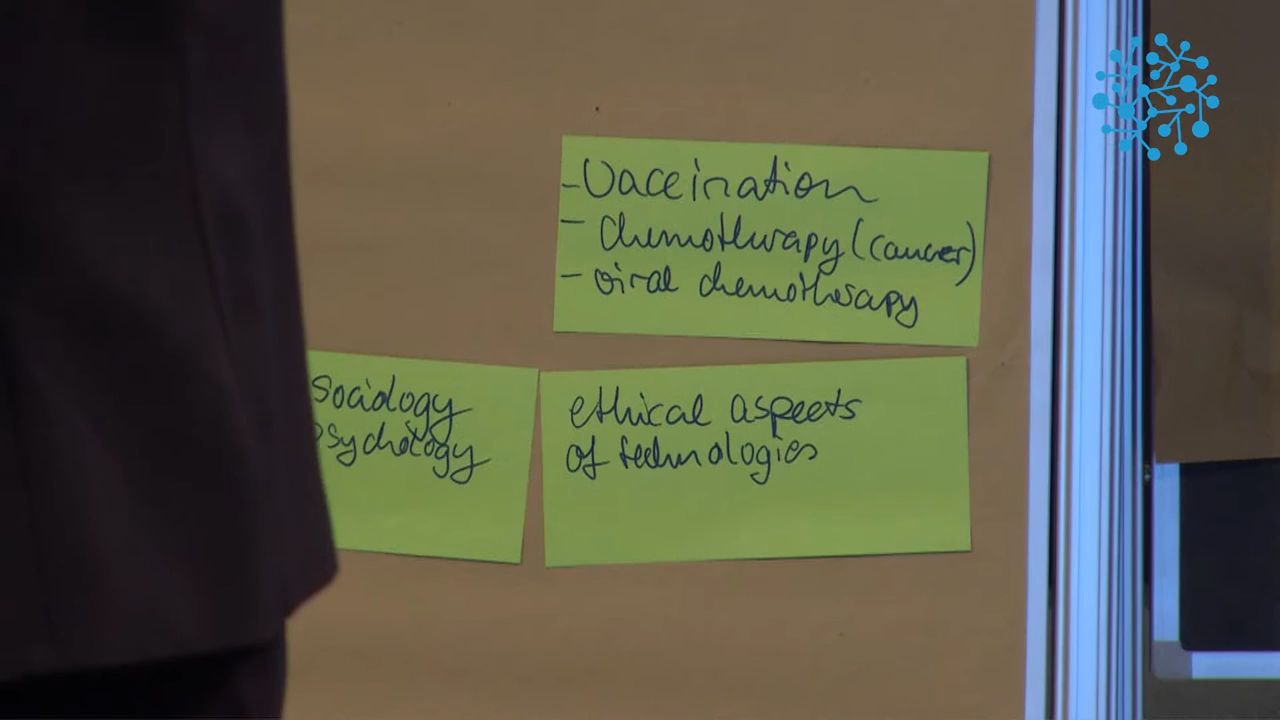 - Vaccination
- chemotherapy (cancer)
- viral chemotherapy
sociology
psychology
ethical aspects
of technologies